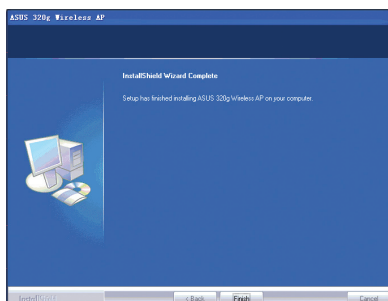 ASUS 320g Wireless AP
InstallShield Wizard Complete
Setup has finished installing ASUS 320g Wireless AP on your computer.
InstallShield
< Back Finish Cancel